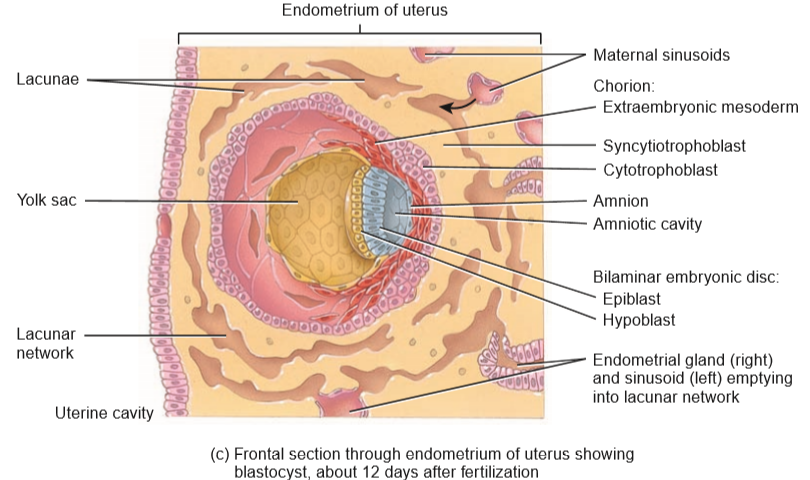 Endometrium of uterus
Lacunae
Yolk sac
Lacunar
network
Uterine cavity
Maternal sinusoids
Chorion:
Extraembryonic mesoderm
Syncytiotrophoblast
Cytotrophoblast
Amnion
Amniotic cavity
Bilaminar embryonic disc:
Epiblast
Hypoblast
Endometrial gland (right)
and sinusoid (left) emptying
into lacunar network
(c) Frontal section through endometrium of uterus showing
blastocyst, about 12 days after fertilization